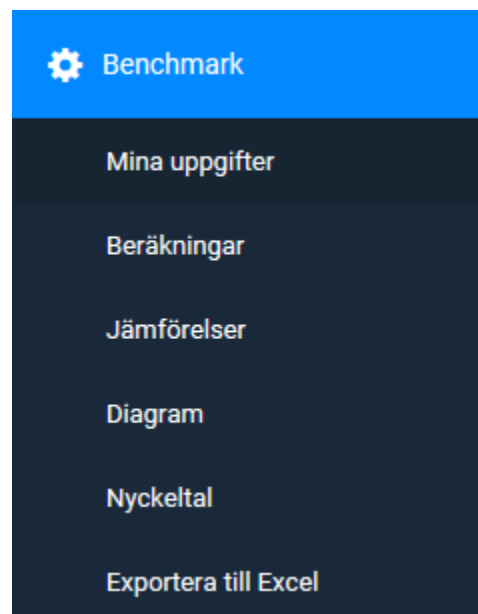 Benchmark
Mina uppgifter
Beräkningar
Jämförelser
Diagram
Nyckeltal
Exportera till Excel